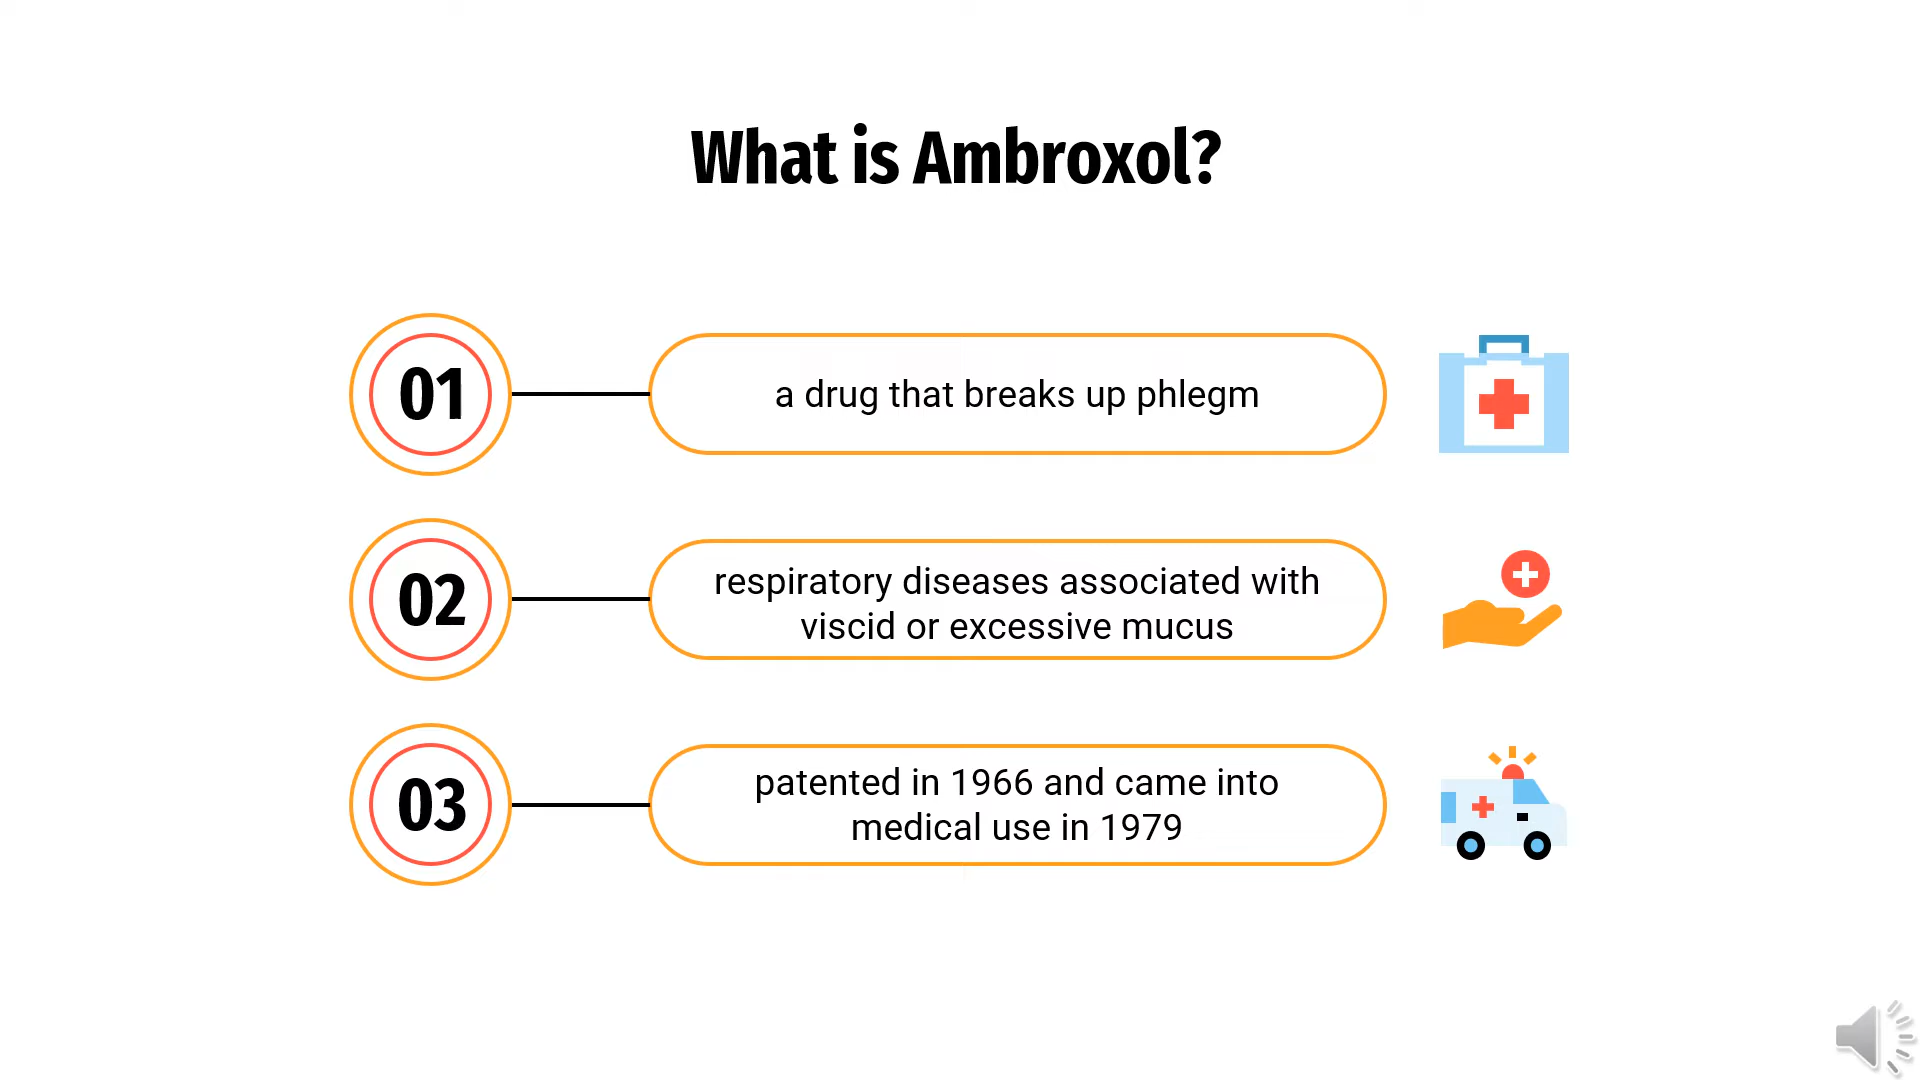 What is Ambroxol?
01
a drug that breaks up phlegm
02
respiratory diseases associated with
viscid or excessive mucus
03
patented in 1966 and came into
medical use in 1979